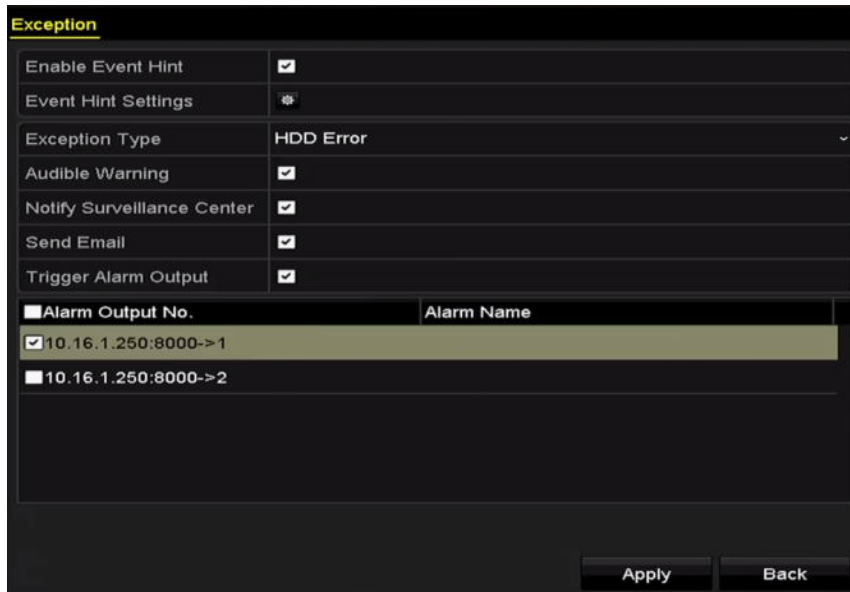 Exception
Enable Event Hint
Event Hint Settings
Exception Type HDD Error
Audible Warning
Notify Surveillance Center
Send Email
Trigger Alarm Output
Alarm Output No. Alarm Name
10.16.1.250:8000->1
10.16.1.250:8000->2
Apply Back